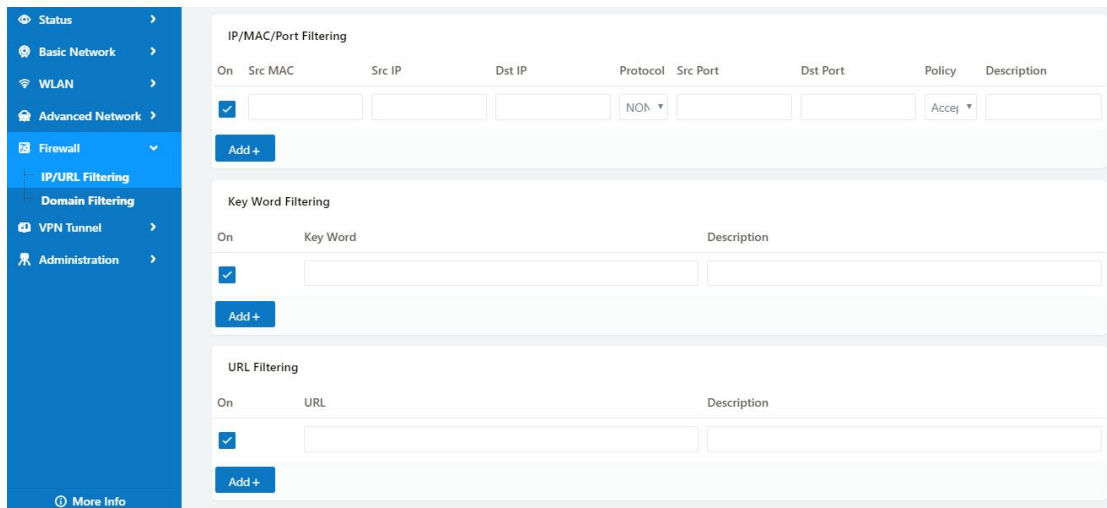 Status
Basic Network
WLAN
Advanced Network
Firewall
IP/URL Filtering
Domain Filtering
VPN Tunnel
Administration
More Info
IP/MAC/Port Filtering
On Src MAC Src IP Dst IP Protocol Src Port Dst Port Policy Description
NON Accep
Add +
Key Word Filtering
On Key Word Description
Add +
URL Filtering
On URL Description
Add +